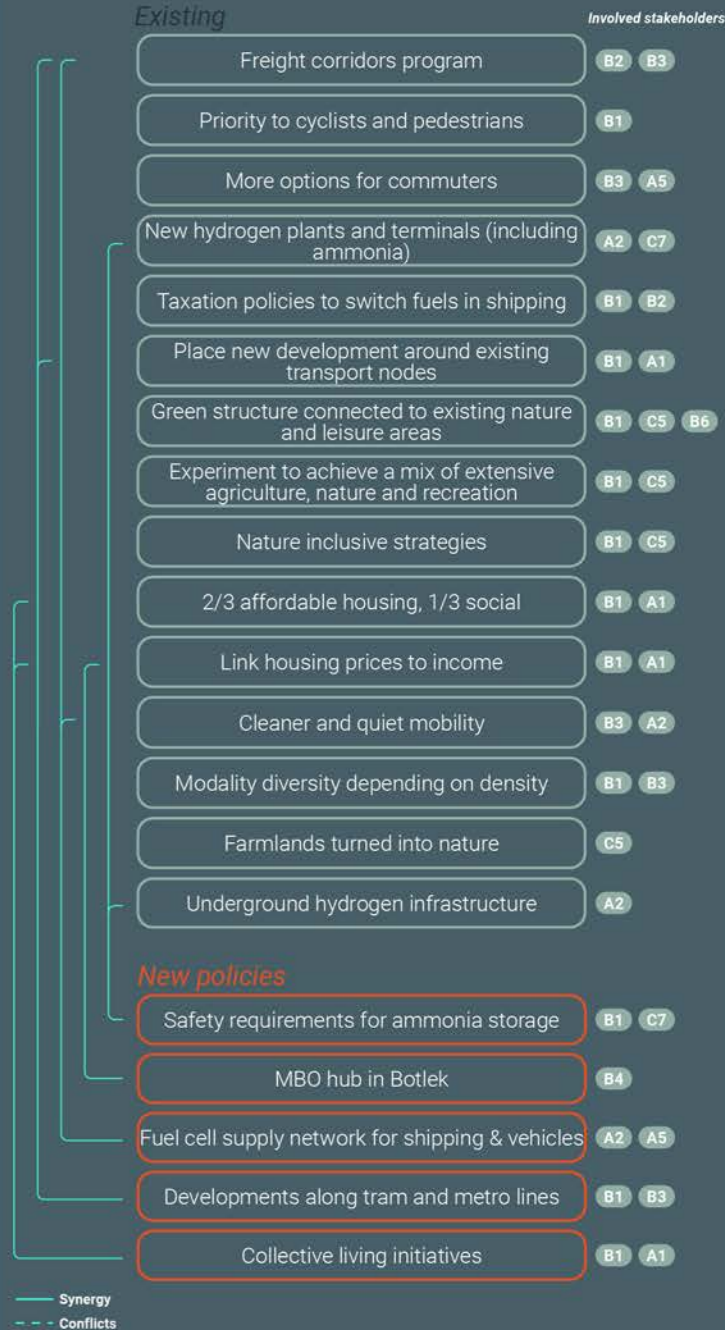 Existing
Involved stakeholders
Freight corridors program
B2 B3
Priority to cyclists and pedestrians
B1
More options for commuters
B3 A5
New hydrogen plants and terminals (including
ammonia)
A2 C7
Taxation policies to switch fuels in shipping
B1 B2
Place new development around existing
transport nodes
B1 A1
Green structure connected to existing nature
and leisure areas
B1 C5 B6
Experiment to achieve a mix of extensive
agriculture, nature and recreation
B1 C5
Nature inclusive strategies
B1 C5
2/3 affordable housing, 1/3 social
B1 A1
Link housing prices to income
B1 A1
Cleaner and quiet mobility
B3 A2
Modality diversity depending on density
B1 B3
Farmlands turned into nature
C5
Underground hydrogen infrastructure
A2
New policies
Safety requirements for ammonia storage
B1 C7
MBO hub in Botlek
B4
Fuel cell supply network for shipping & vehicles
A2 A5
Developments along tram and metro lines
B1 B3
Collective living initiatives
B1 A1
Synergy
Conflicts